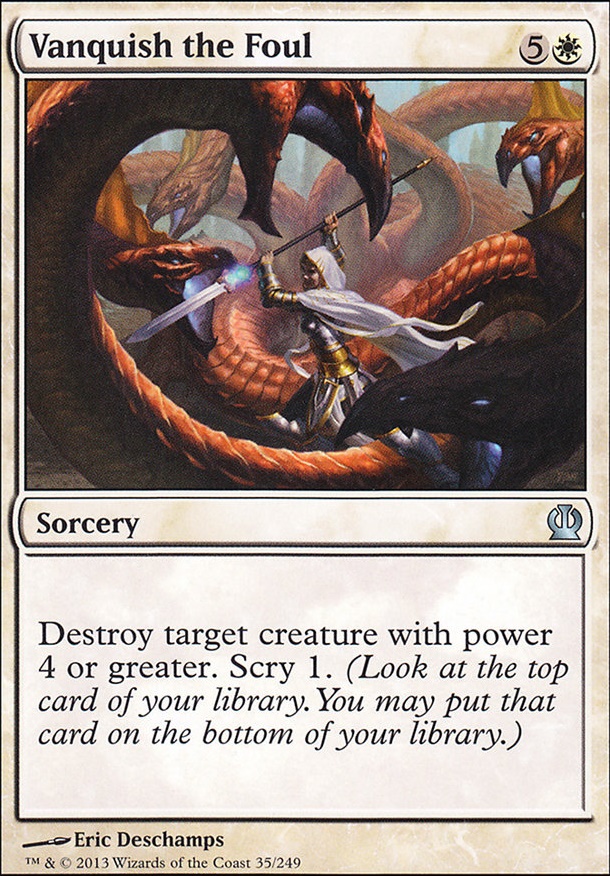 Vanquish the Foul 5
Sorcery
Destroy target creature with power
4 or greater. Scry 1. (Look at the top
card of your library. You may put that
card on the bottom of your library.)
Eric Deschamps
™ & © 2013 Wizards of the Coast 35/249